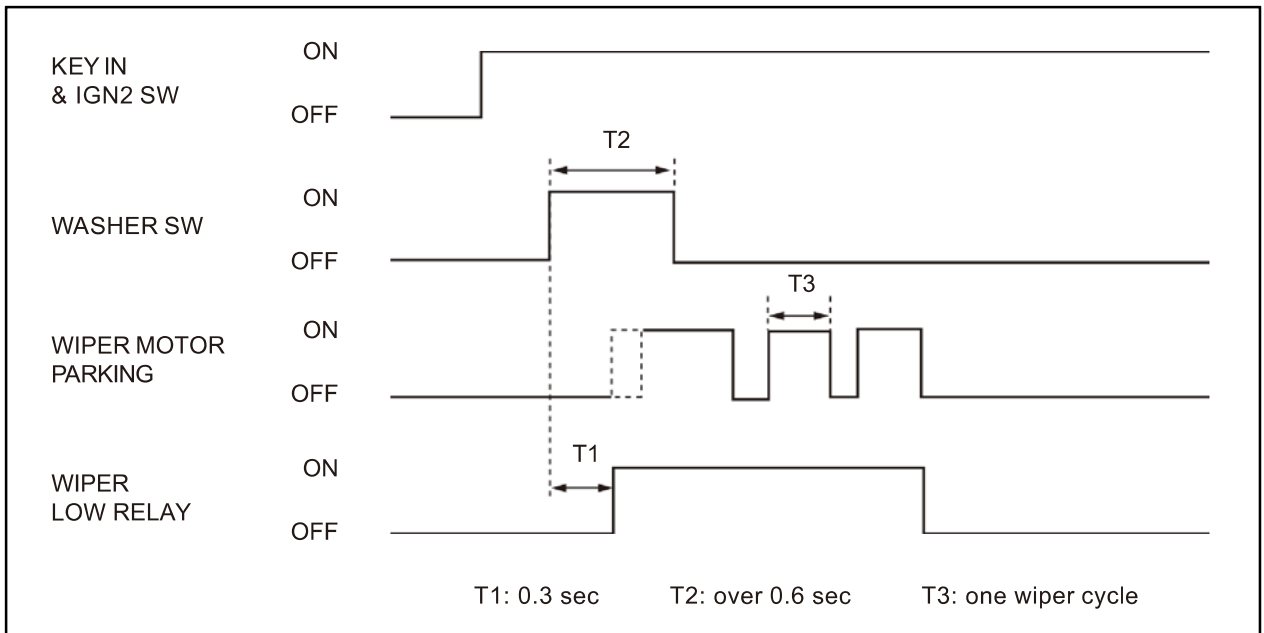 KEY IN
& IGN2 SW
ON
OFF
T2
WASHER SW
ON
OFF
T3
WIPER MOTOR
PARKING
ON
OFF
T1
WIPER
LOW RELAY
ON
OFF
T1: 0.3 sec T2: over 0.6 sec T3: one wiper cycle